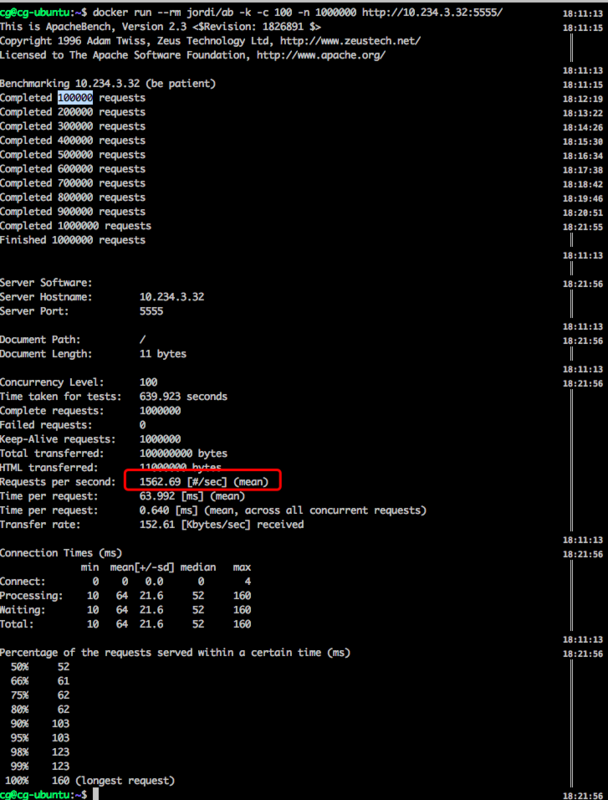 cg@cg-ubuntu:~$ docker run --rm jordi/ab -k -c 100 -n 1000000 http://10.234.3.32:5555/ 18:11:13
This is ApacheBench, Version 2.3 <$Revision: 1826891 $> 18:11:15
Copyright 1996 Adam Twiss, Zeus Technology Ltd, http://www.zeustech.net/
Licensed to The Apache Software Foundation, http://www.apache.org/
18:11:13
Benchmarking 10.234.3.32 (be patient) 18:11:15
Completed 100000 requests 18:12:19
Completed 200000 requests 18:13:22
Completed 300000 requests 18:14:26
Completed 400000 requests 18:15:30
Completed 500000 requests 18:16:34
Completed 600000 requests 18:17:38
Completed 700000 requests 18:18:42
Completed 800000 requests 18:19:46
Completed 900000 requests 18:20:51
Completed 1000000 requests 18:21:55
Finished 1000000 requests
18:11:13
Server Software: 18:21:56
Server Hostname: 10.234.3.32
Server Port: 5555
18:11:13
Document Path: / 18:21:56
Document Length: 11 bytes
18:11:13
Concurrency Level: 100 18:21:56
Time taken for tests: 639.923 seconds
Complete requests: 1000000
Failed requests: 0
Keep-Alive requests: 1000000
Total transferred: 100000000 bytes
HTML transferred: 11000000 bytes
Requests per second: 1562.69 [#/sec] (mean)
Time per request: 63.992 [ms] (mean)
Time per request: 0.640 [ms] (mean, across all concurrent requests)
Transfer rate: 152.61 [Kbytes/sec] received
18:11:13
Connection Times (ms) 18:21:56
min mean[+/-sd] median max
Connect: 0 0 0.0 0 4
Processing: 10 64 21.6 52 160
Waiting: 10 64 21.6 52 160
Total: 10 64 21.6 52 160
18:11:13
Percentage of the requests served within a certain time (ms) 18:21:56
50% 52
66% 61
75% 62
80% 62
90% 103
95% 103
98% 123
99% 123
100% 160 (longest request)
cg@cg-ubuntu:~$ 18:21:56